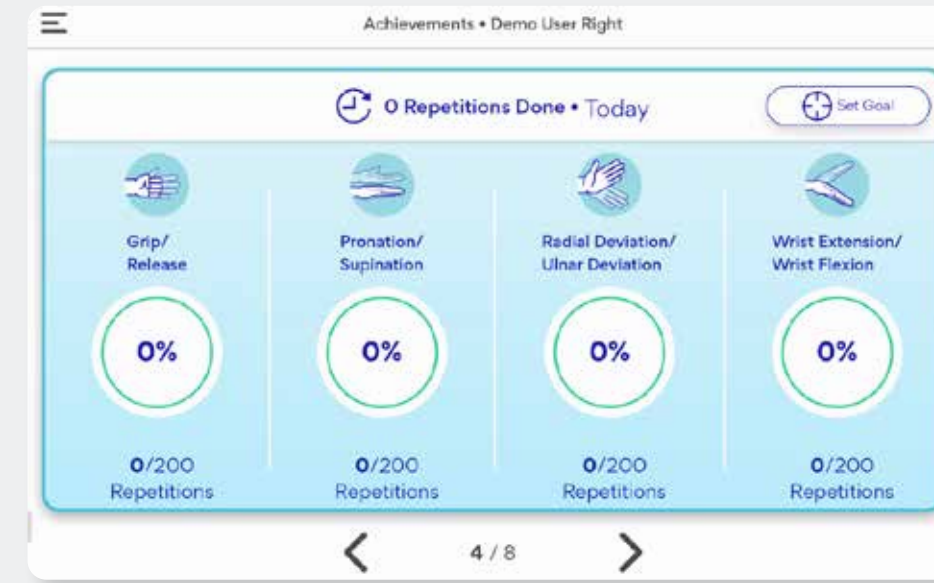 Achievements • Demo User Right
0 Repetitions Done • Today
Set Goal
Grip/
Release
0%
0/200
Repetitions
Pronation/
Supination
0%
0/200
Repetitions
Radial Deviation/
Ulnar Deviation
0%
0/200
Repetitions
Wrist Extension/
Wrist Flexion
0%
0/200
Repetitions
4 / 8